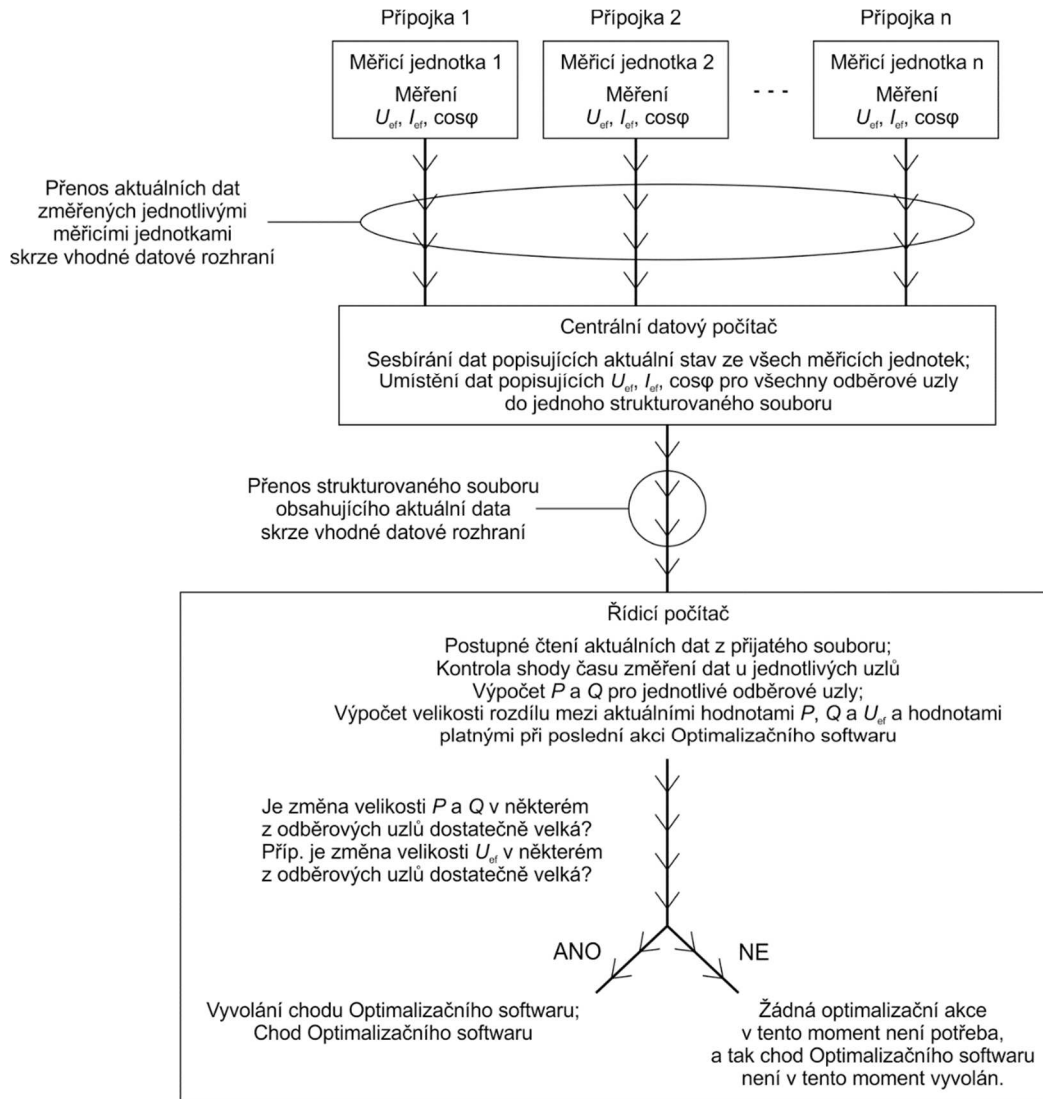 Přípojka 1
Přípojka 2
Přípojka n
Měřicí jednotka 1
Měření
Uef, Ief, cosφ
Měřicí jednotka 2
Měření
Uef, Ief, cosφ
- - -
Měřicí jednotka n
Měření
Uef, Ief, cosφ
Přenos aktuálních dat
změřených jednotlivými
měřicími jednotkami
skrze vhodné datové rozhraní
Centrální datový počítač
Sesbírání dat popisujících aktuální stav ze všech měřicích jednotek;
Umístění dat popisujících Uef, Ief, cosφ pro všechny odběrové uzly
do jednoho strukturovaného souboru
Přenos strukturovaného souboru
obsahujícího aktuální data
skrze vhodné datové rozhraní
Řídicí počítač
Postupné čtení aktuálních dat z přijatého souboru;
Kontrola shody času změření dat u jednotlivých uzlů
Výpočet P a Q pro jednotlivé odběrové uzly;
Výpočet velikosti rozdílu mezi aktuálními hodnotami P, Q a Uef a hodnotami
platnými při poslední akci Optimalizačního softwaru
Je změna velikosti P a Q v některém
z odběrových uzlů dostatečně velká?
Příp. je změna velikosti Uef v některém
z odběrových uzlů dostatečně velká?
ANO
NE
Vyvolání chodu Optimalizačního softwaru;
Chod Optimalizačního softwaru
Žádná optimalizační akce
v tento moment není potřeba,
a tak chod Optimalizačního softwaru
není v tento moment vyvolán.